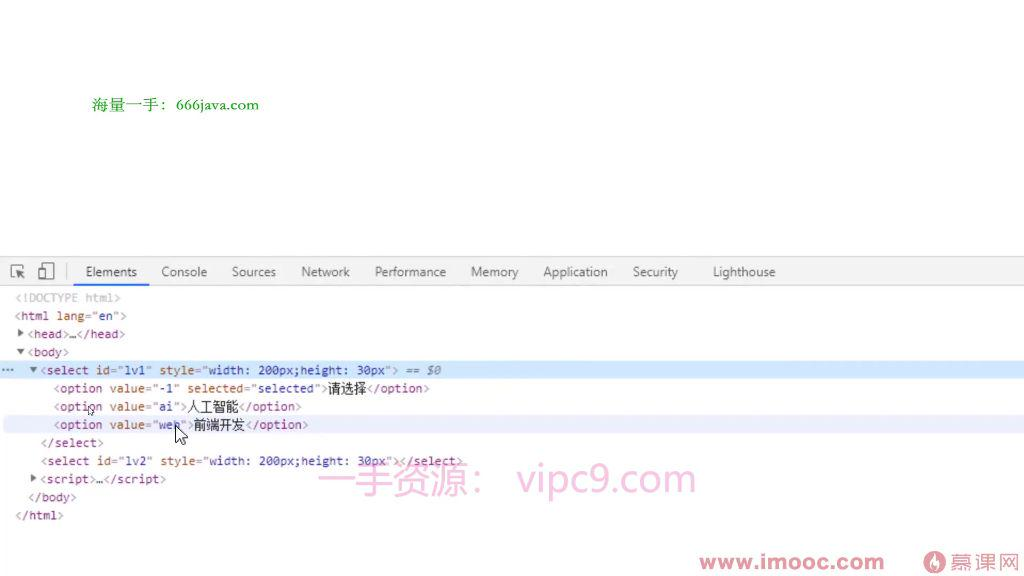 海量一手：666java.com
Elements Console Sources Network Performance Memory Application Security Lighthouse
<!DOCTYPE html>
<html lang="en">
<head>…</head>
<body>
<select id="lv1" style="width: 200px;height: 30px"> == $0
<option value="-1" selected="selected">请选择</option>
<option value="ai">人工智能</option>
<option value="web">前端开发</option>
</select>
<select id="lv2" style="width: 200px;height: 30px"></select>
一手资源： vipc9.com
<script>…</script>
</body>
</html>
www.imooc.com 慕课网